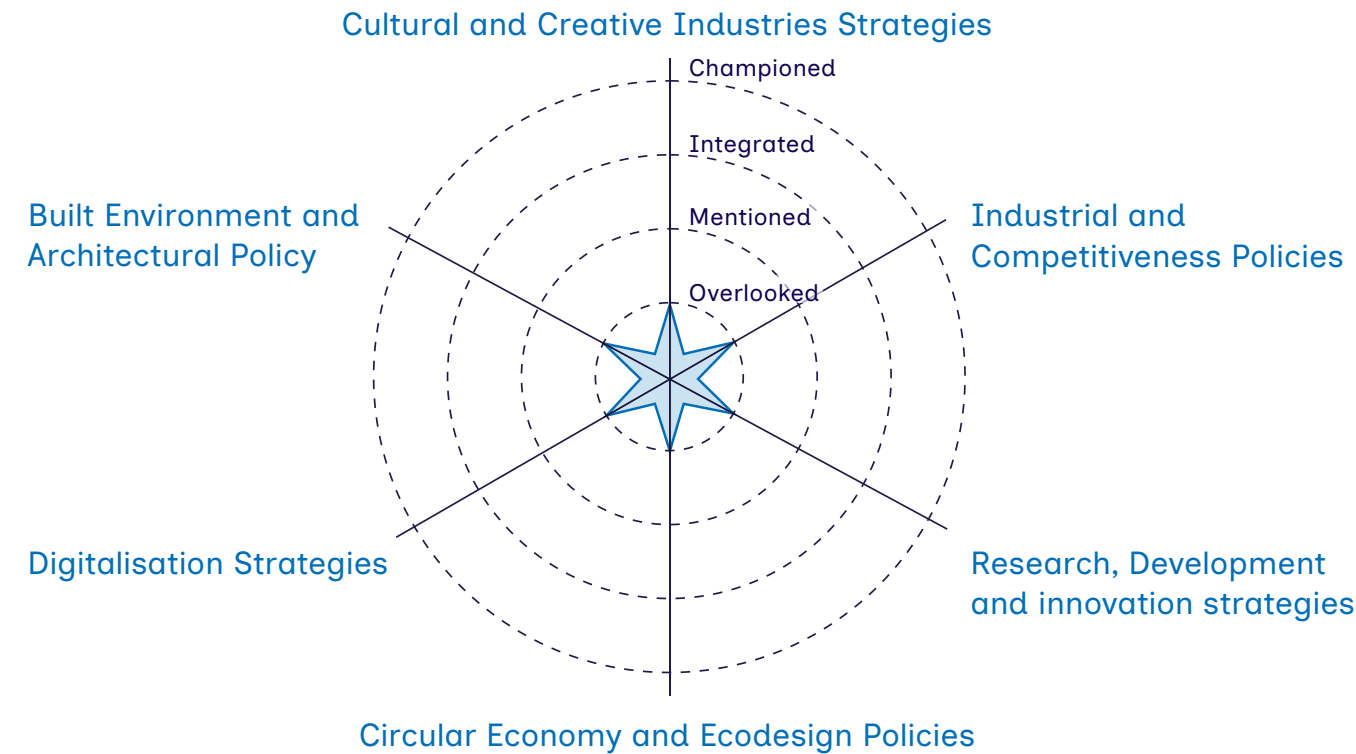 Cultural and Creative Industries Strategies
Championed
Integrated
Mentioned
Overlooked
Built Environment and
Architectural Policy
Industrial and
Competitiveness Policies
Digitalisation Strategies
Research, Development
and innovation strategies
Circular Economy and Ecodesign Policies